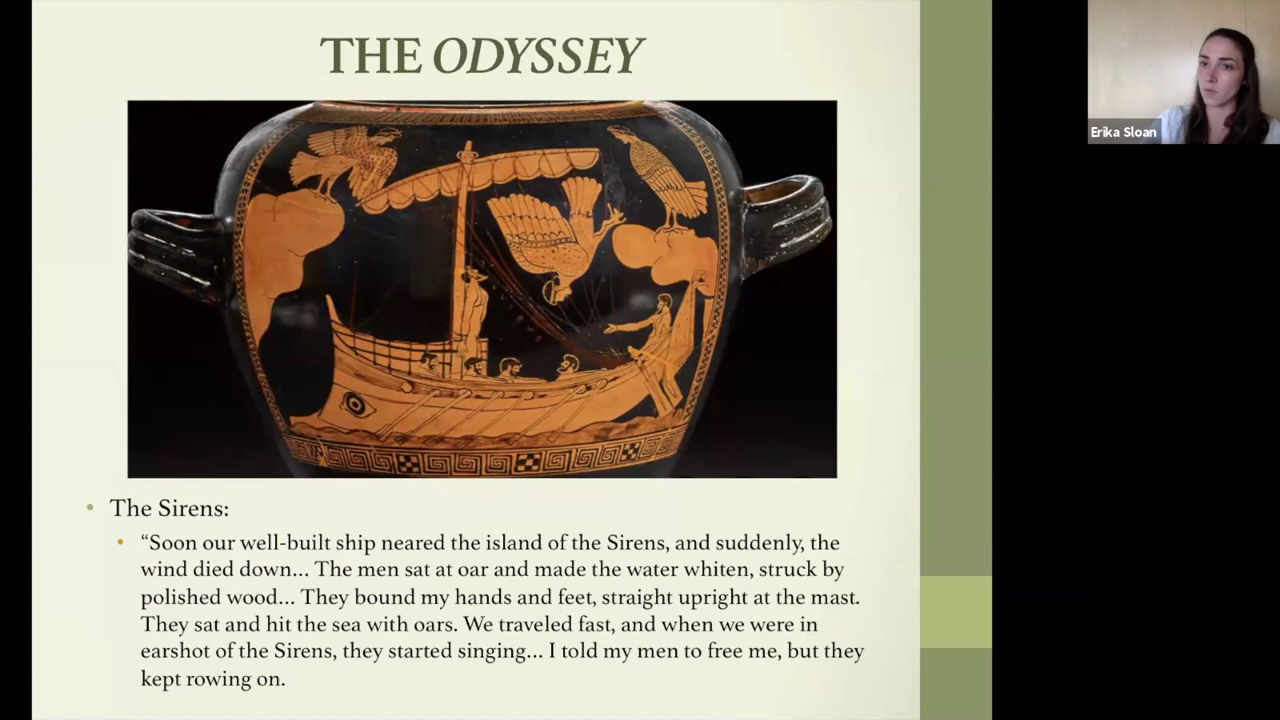 THE ODYSSEY
Erika Sloan
• The Sirens:
• “Soon our well-built ship neared the island of the Sirens, and suddenly, the
wind died down… The men sat at oar and made the water whiten, struck by
polished wood… They bound my hands and feet, straight upright at the mast.
They sat and hit the sea with oars. We traveled fast, and when we were in
earshot of the Sirens, they started singing… I told my men to free me, but they
kept rowing on.